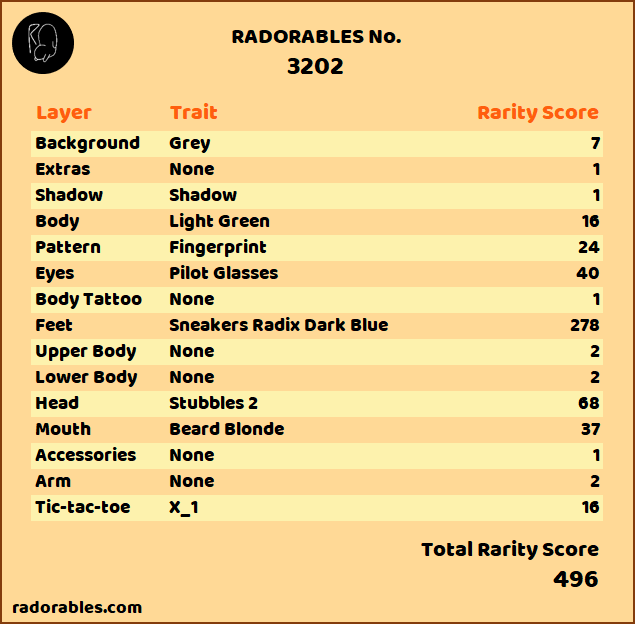 RADORABLES No.
3202
Layer Trait Rarity Score
Background Grey 7
Extras None 1
Shadow Shadow 1
Body Light Green 16
Pattern Fingerprint 24
Eyes Pilot Glasses 40
Body Tattoo None 1
Feet Sneakers Radix Dark Blue 278
Upper Body None 2
Lower Body None 2
Head Stubbles 2 68
Mouth Beard Blonde 37
Accessories None 1
Arm None 2
Tic-tac-toe X_1 16
Total Rarity Score
496
radorables.com